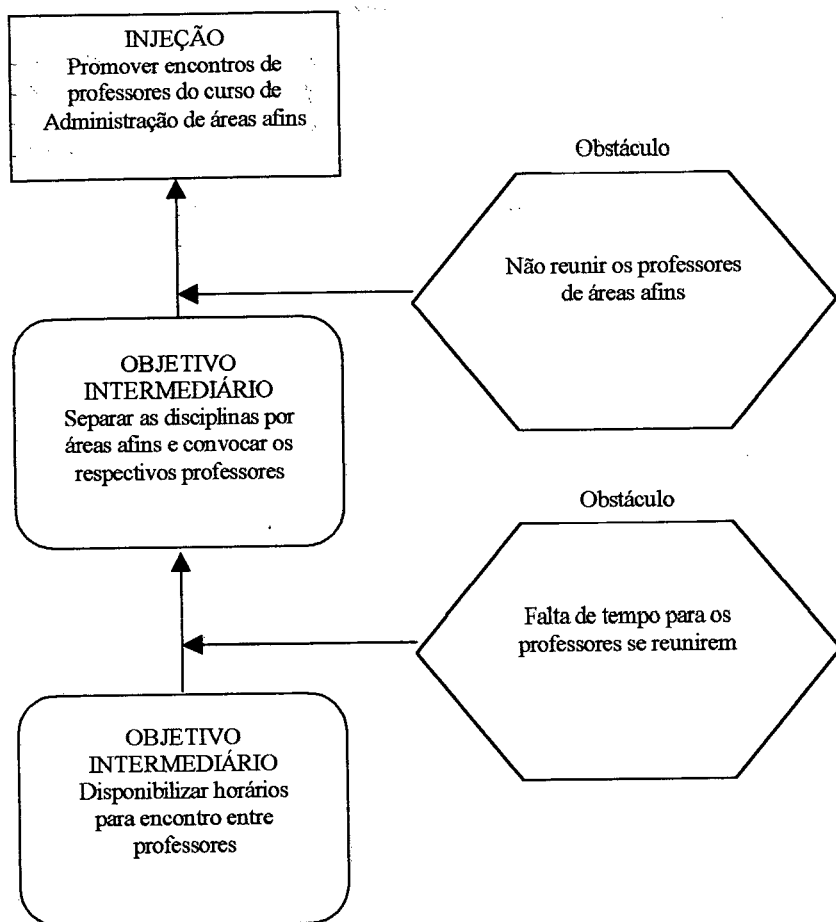 INJEÇÃO
Promover encontros de
professores do curso de
Administração de áreas afins
Obstáculo
Não reunir os professores
de áreas afins
OBJETIVO
INTERMEDIÁRIO
Separar as disciplinas por
áreas afins e convocar os
respectivos professores
Obstáculo
Falta de tempo para os
professores se reunirem
OBJETIVO
INTERMEDIÁRIO
Disponibilizar horários
para encontro entre
professores